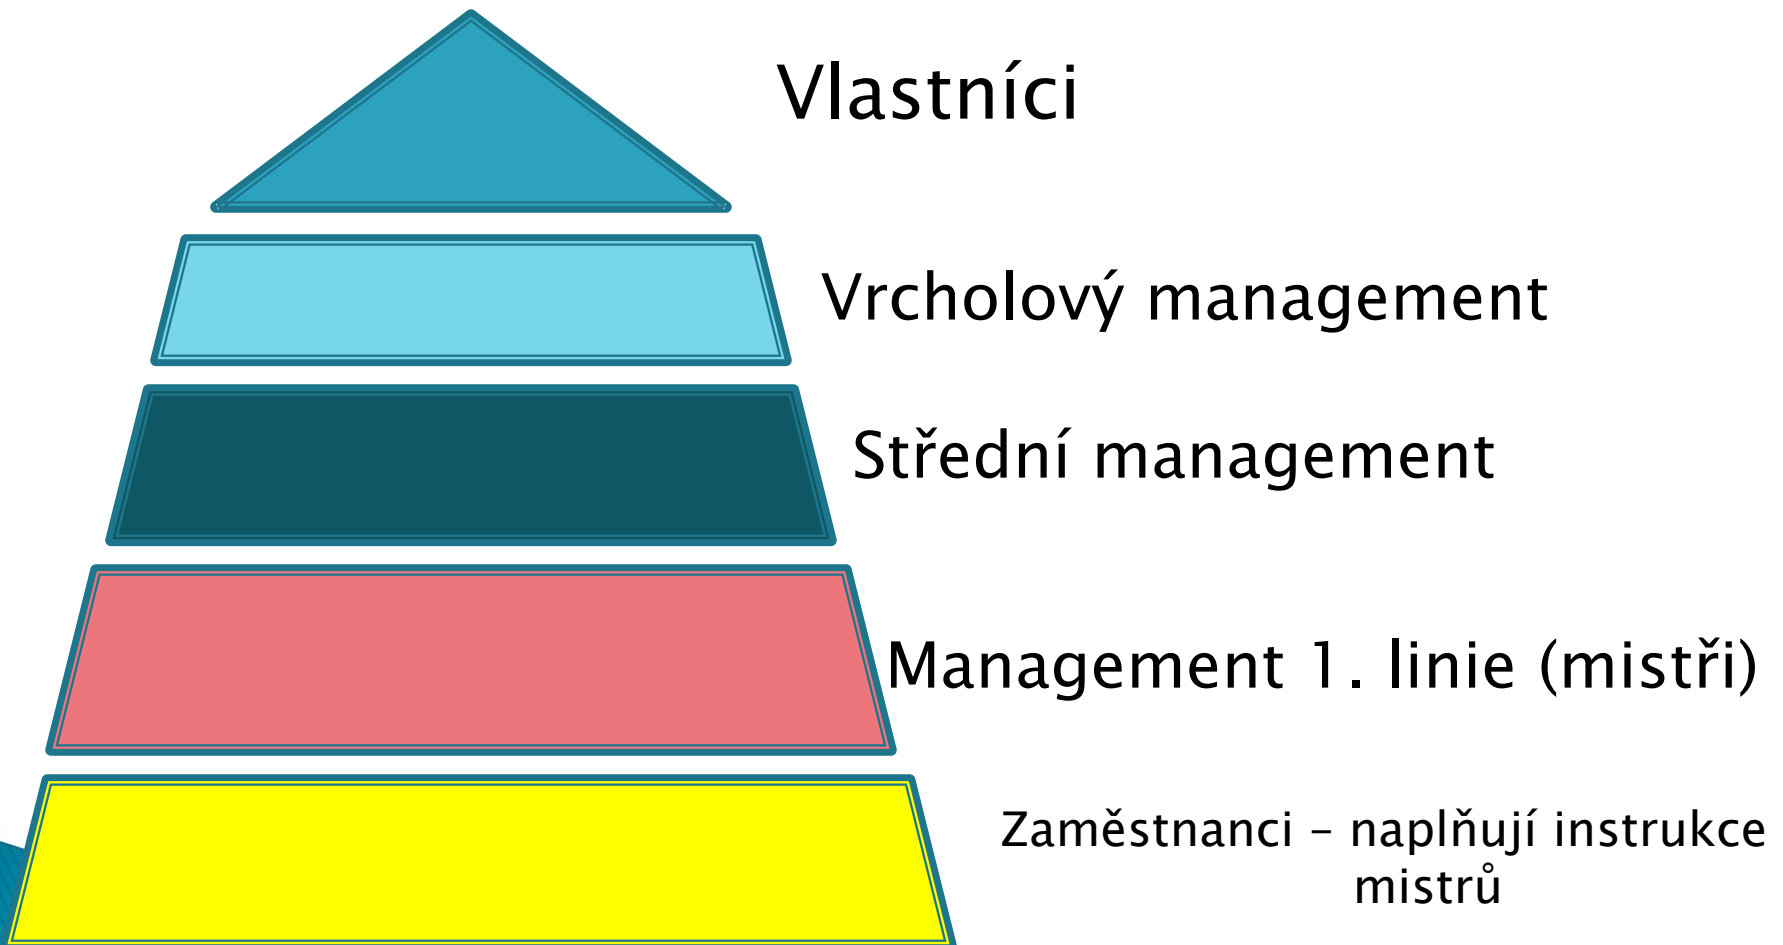 Vlastníci
Vrcholový management
Střední management
Management 1. linie (mistři)
Zaměstnanci – naplňují instrukce
mistrů